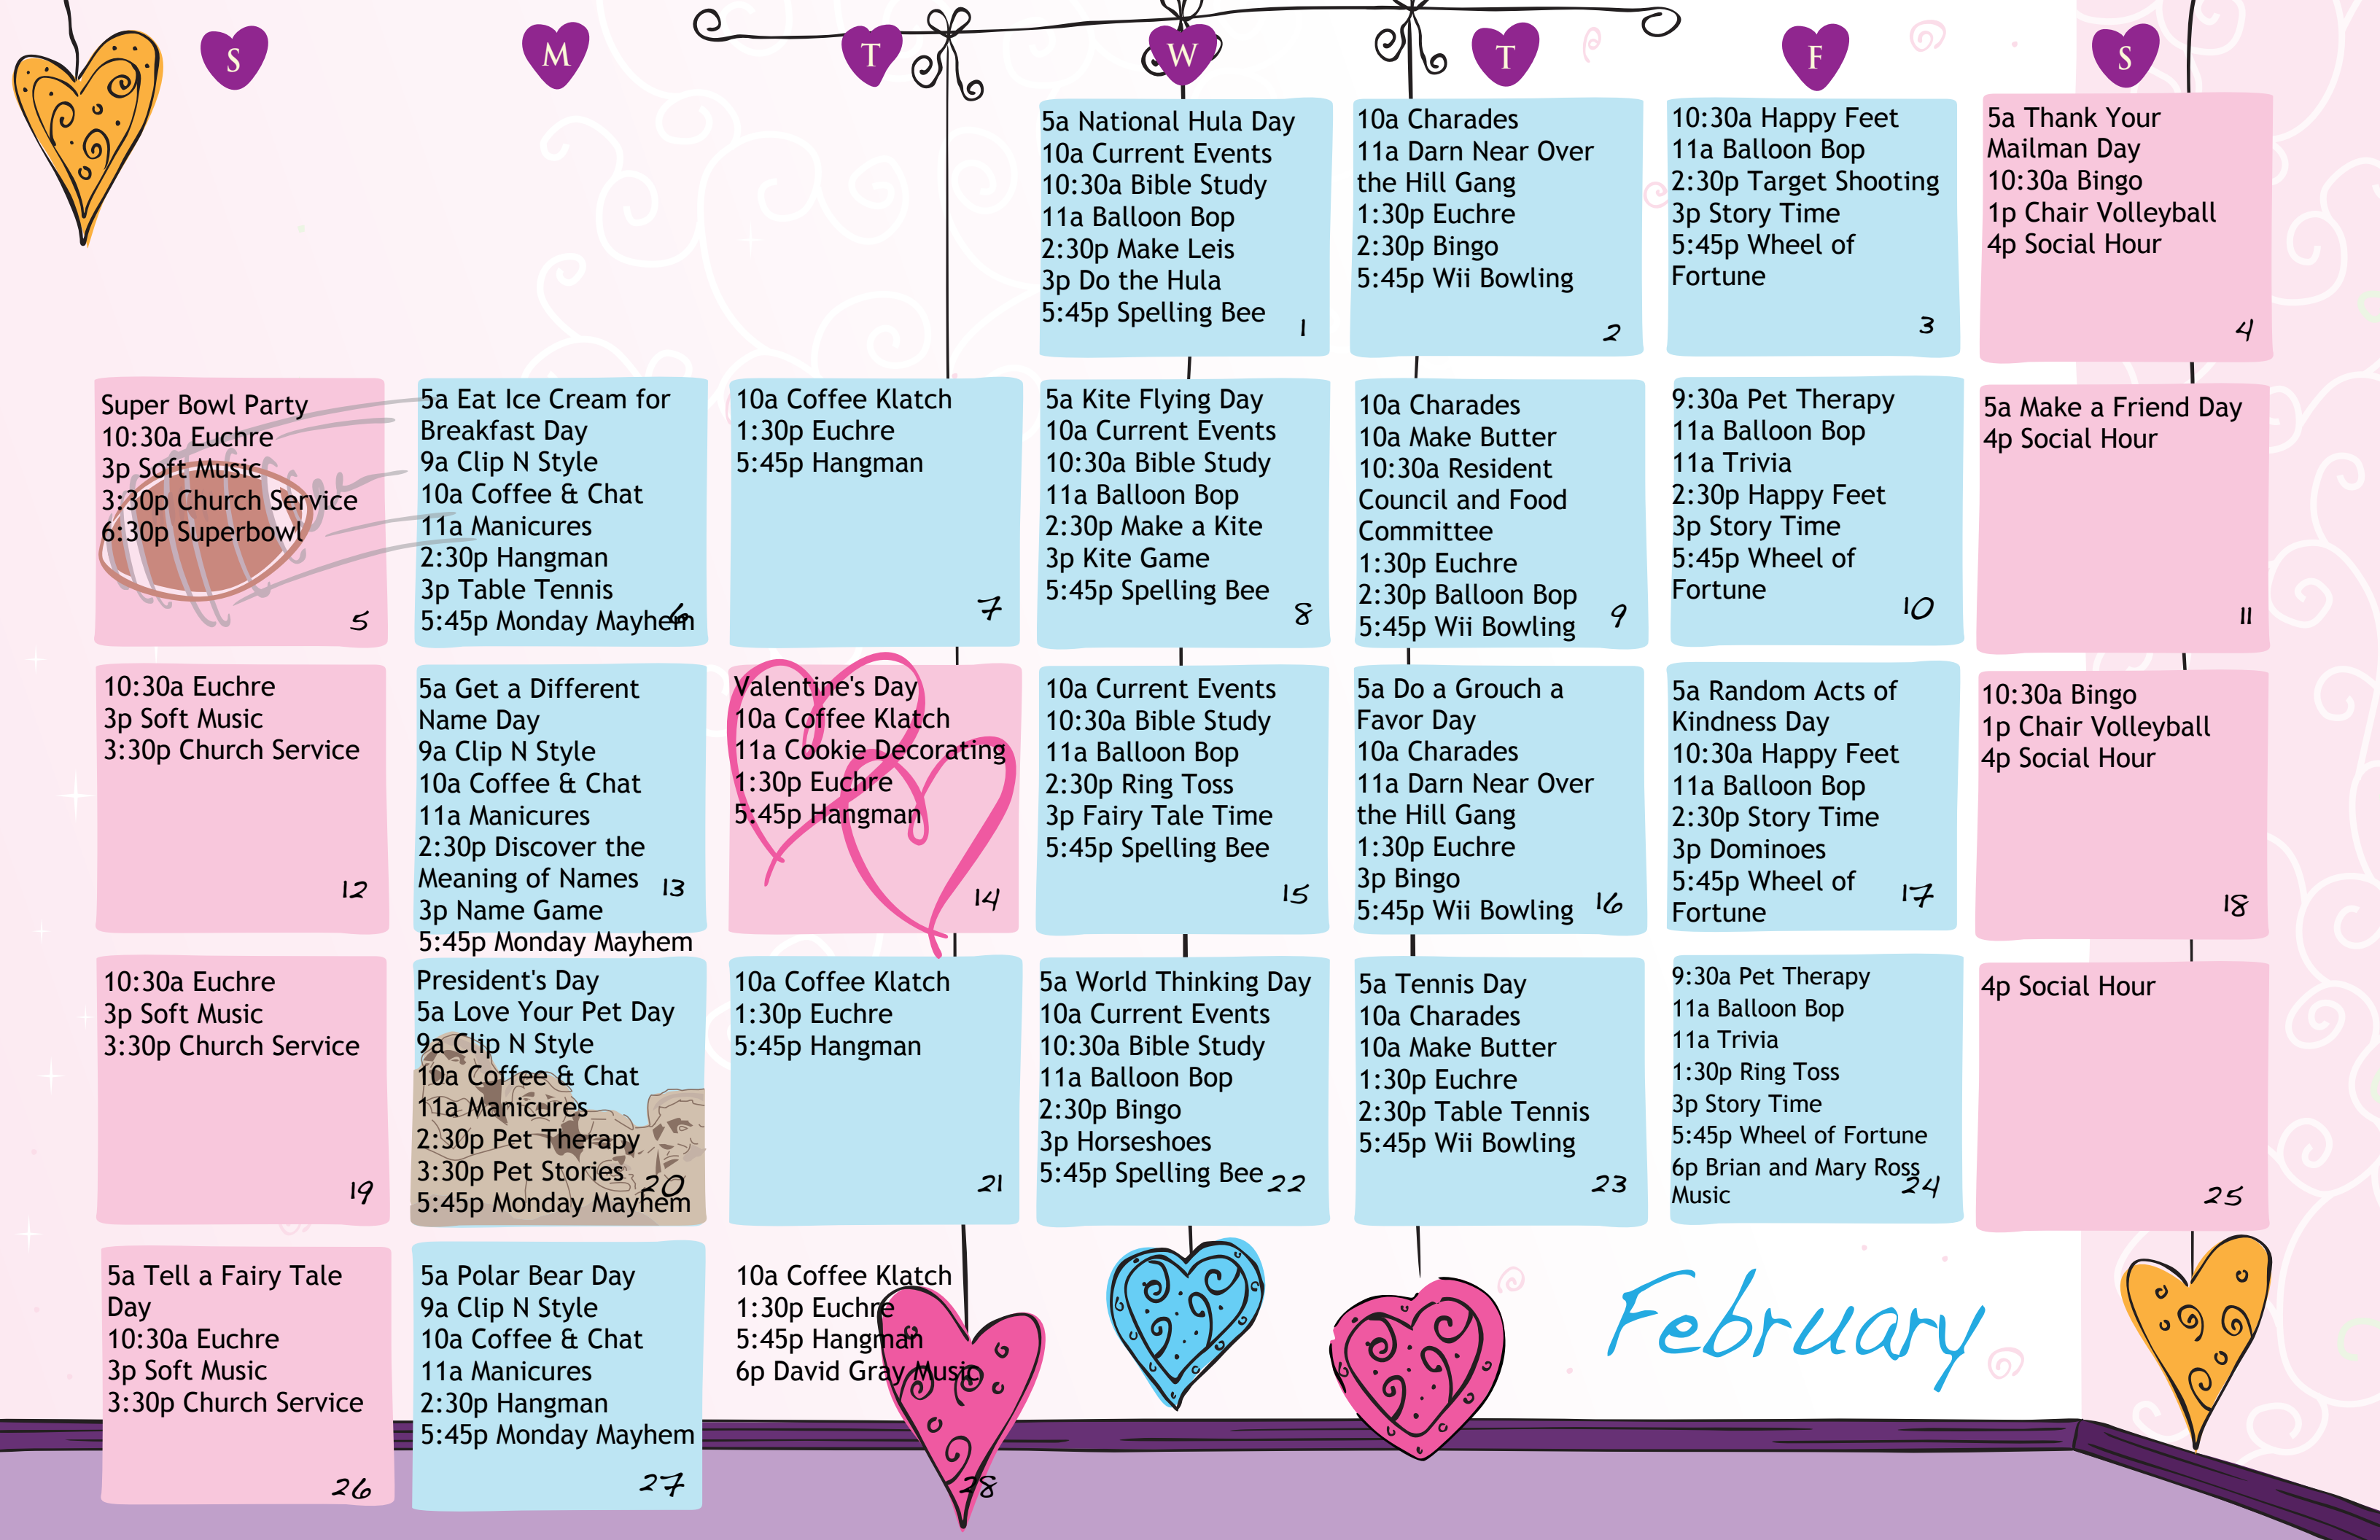 S
M
T
W
T
F
S
5a National Hula Day
10a Current Events
10:30a Bible Study
11a Balloon Bop
2:30p Make Leis
3p Do the Hula
5:45p Spelling Bee
1
10a Charades
11a Darn Near Over
the Hill Gang
1:30p Euchre
2:30p Bingo
5:45p Wii Bowling
2
10:30a Happy Feet
11a Balloon Bop
2:30p Target Shooting
3p Story Time
5:45p Wheel of
Fortune
3
5a Thank Your
Mailman Day
10:30a Bingo
1p Chair Volleyball
4p Social Hour
4
Super Bowl Party
10:30a Euchre
3p Soft Music
3:30p Church Service
6:30p Superbowl
5
5a Eat Ice Cream for
Breakfast Day
9a Clip N Style
10a Coffee & Chat
11a Manicures
2:30p Hangman
3p Table Tennis
5:45p Monday Mayhem
6
10a Coffee Klatch
1:30p Euchre
5:45p Hangman
7
5a Kite Flying Day
10a Current Events
10:30a Bible Study
11a Balloon Bop
2:30p Make a Kite
3p Kite Game
5:45p Spelling Bee
8
10a Charades
10a Make Butter
10:30a Resident
Council and Food
Committee
1:30p Euchre
2:30p Balloon Bop
5:45p Wii Bowling
9
9:30a Pet Therapy
11a Balloon Bop
11a Trivia
2:30p Happy Feet
3p Story Time
5:45p Wheel of
Fortune
10
5a Make a Friend Day
4p Social Hour
11
10:30a Euchre
3p Soft Music
3:30p Church Service
12
5a Get a Different
Name Day
9a Clip N Style
10a Coffee & Chat
11a Manicures
2:30p Discover the
Meaning of Names
3p Name Game
5:45p Monday Mayhem
13
Valentine's Day
10a Coffee Klatch
11a Cookie Decorating
1:30p Euchre
5:45p Hangman
14
10a Current Events
10:30a Bible Study
11a Balloon Bop
2:30p Ring Toss
3p Fairy Tale Time
5:45p Spelling Bee
15
5a Do a Grouch a
Favor Day
10a Charades
11a Darn Near Over
the Hill Gang
1:30p Euchre
3p Bingo
5:45p Wii Bowling
16
5a Random Acts of
Kindness Day
10:30a Happy Feet
11a Balloon Bop
2:30p Story Time
3p Dominoes
5:45p Wheel of
Fortune
17
10:30a Bingo
1p Chair Volleyball
4p Social Hour
18
10:30a Euchre
3p Soft Music
3:30p Church Service
19
President's Day
5a Love Your Pet Day
9a Clip N Style
10a Coffee & Chat
11a Manicures
2:30p Pet Therapy
3:30p Pet Stories
5:45p Monday Mayhem
20
10a Coffee Klatch
1:30p Euchre
5:45p Hangman
21
5a World Thinking Day
10a Current Events
10:30a Bible Study
11a Balloon Bop
2:30p Bingo
3p Horseshoes
5:45p Spelling Bee
22
5a Tennis Day
10a Charades
10a Make Butter
1:30p Euchre
2:30p Table Tennis
5:45p Wii Bowling
23
9:30a Pet Therapy
11a Balloon Bop
11a Trivia
1:30p Ring Toss
3p Story Time
5:45p Wheel of Fortune
6p Brian and Mary Ross
Music
24
4p Social Hour
25
5a Tell a Fairy Tale
Day
10:30a Euchre
3p Soft Music
3:30p Church Service
26
5a Polar Bear Day
9a Clip N Style
10a Coffee & Chat
11a Manicures
2:30p Hangman
5:45p Monday Mayhem
27
10a Coffee Klatch
1:30p Euchre
5:45p Hangman
6p David Gray Music
28
February